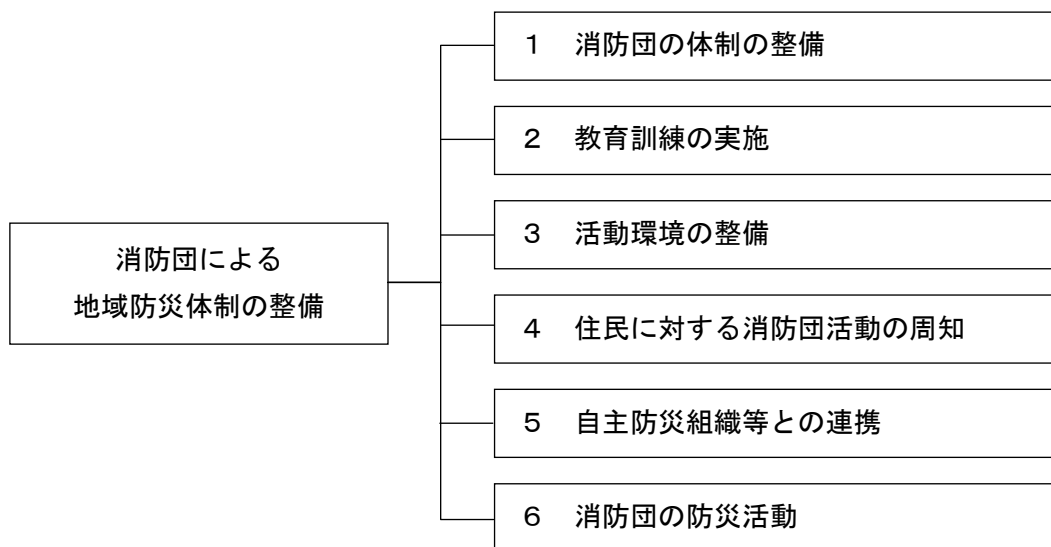 消防団による
地域防災体制の整備
１　消防団の体制の整備
２　教育訓練の実施
３　活動環境の整備
４　住民に対する消防団活動の周知
５　自主防災組織等との連携
６　消防団の防災活動